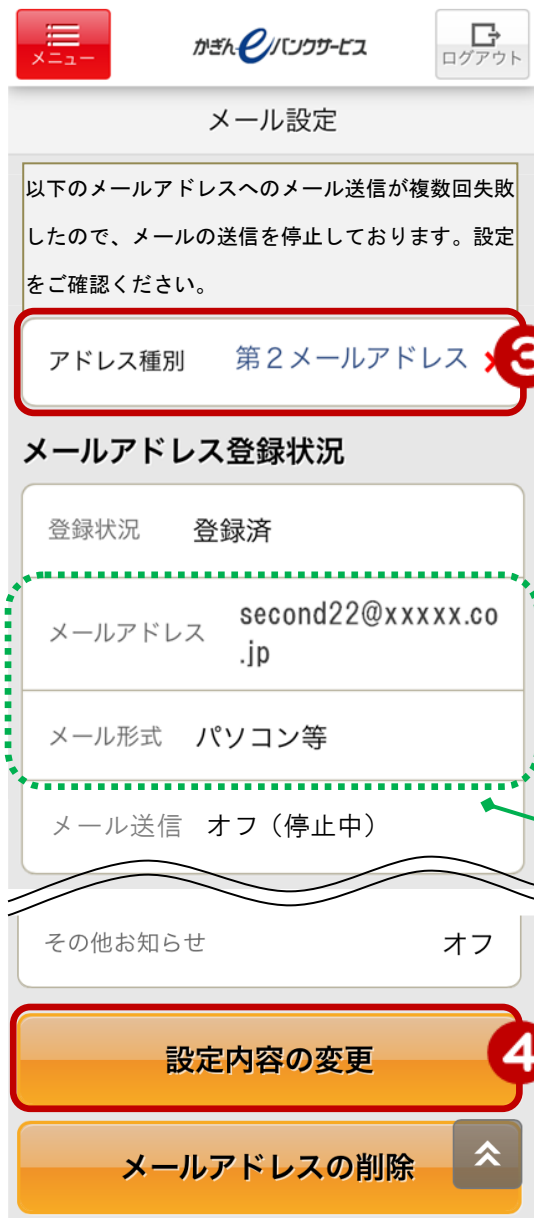 メニュー
かぎんeバンクサービス
ログアウト
メール設定
以下のメールアドレスへのメール送信が複数回失敗
したので、メールの送信を停止しております。設定
をご確認ください。
アドレス種別 第2メールアドレス
3
メールアドレス登録状況
登録状況 登録済
メールアドレス second22@xxxxx.co
.jp
メール形式 パソコン等
メール送信 オフ（停止中）
その他お知らせ オフ
設定内容の変更
4
メールアドレスの削除